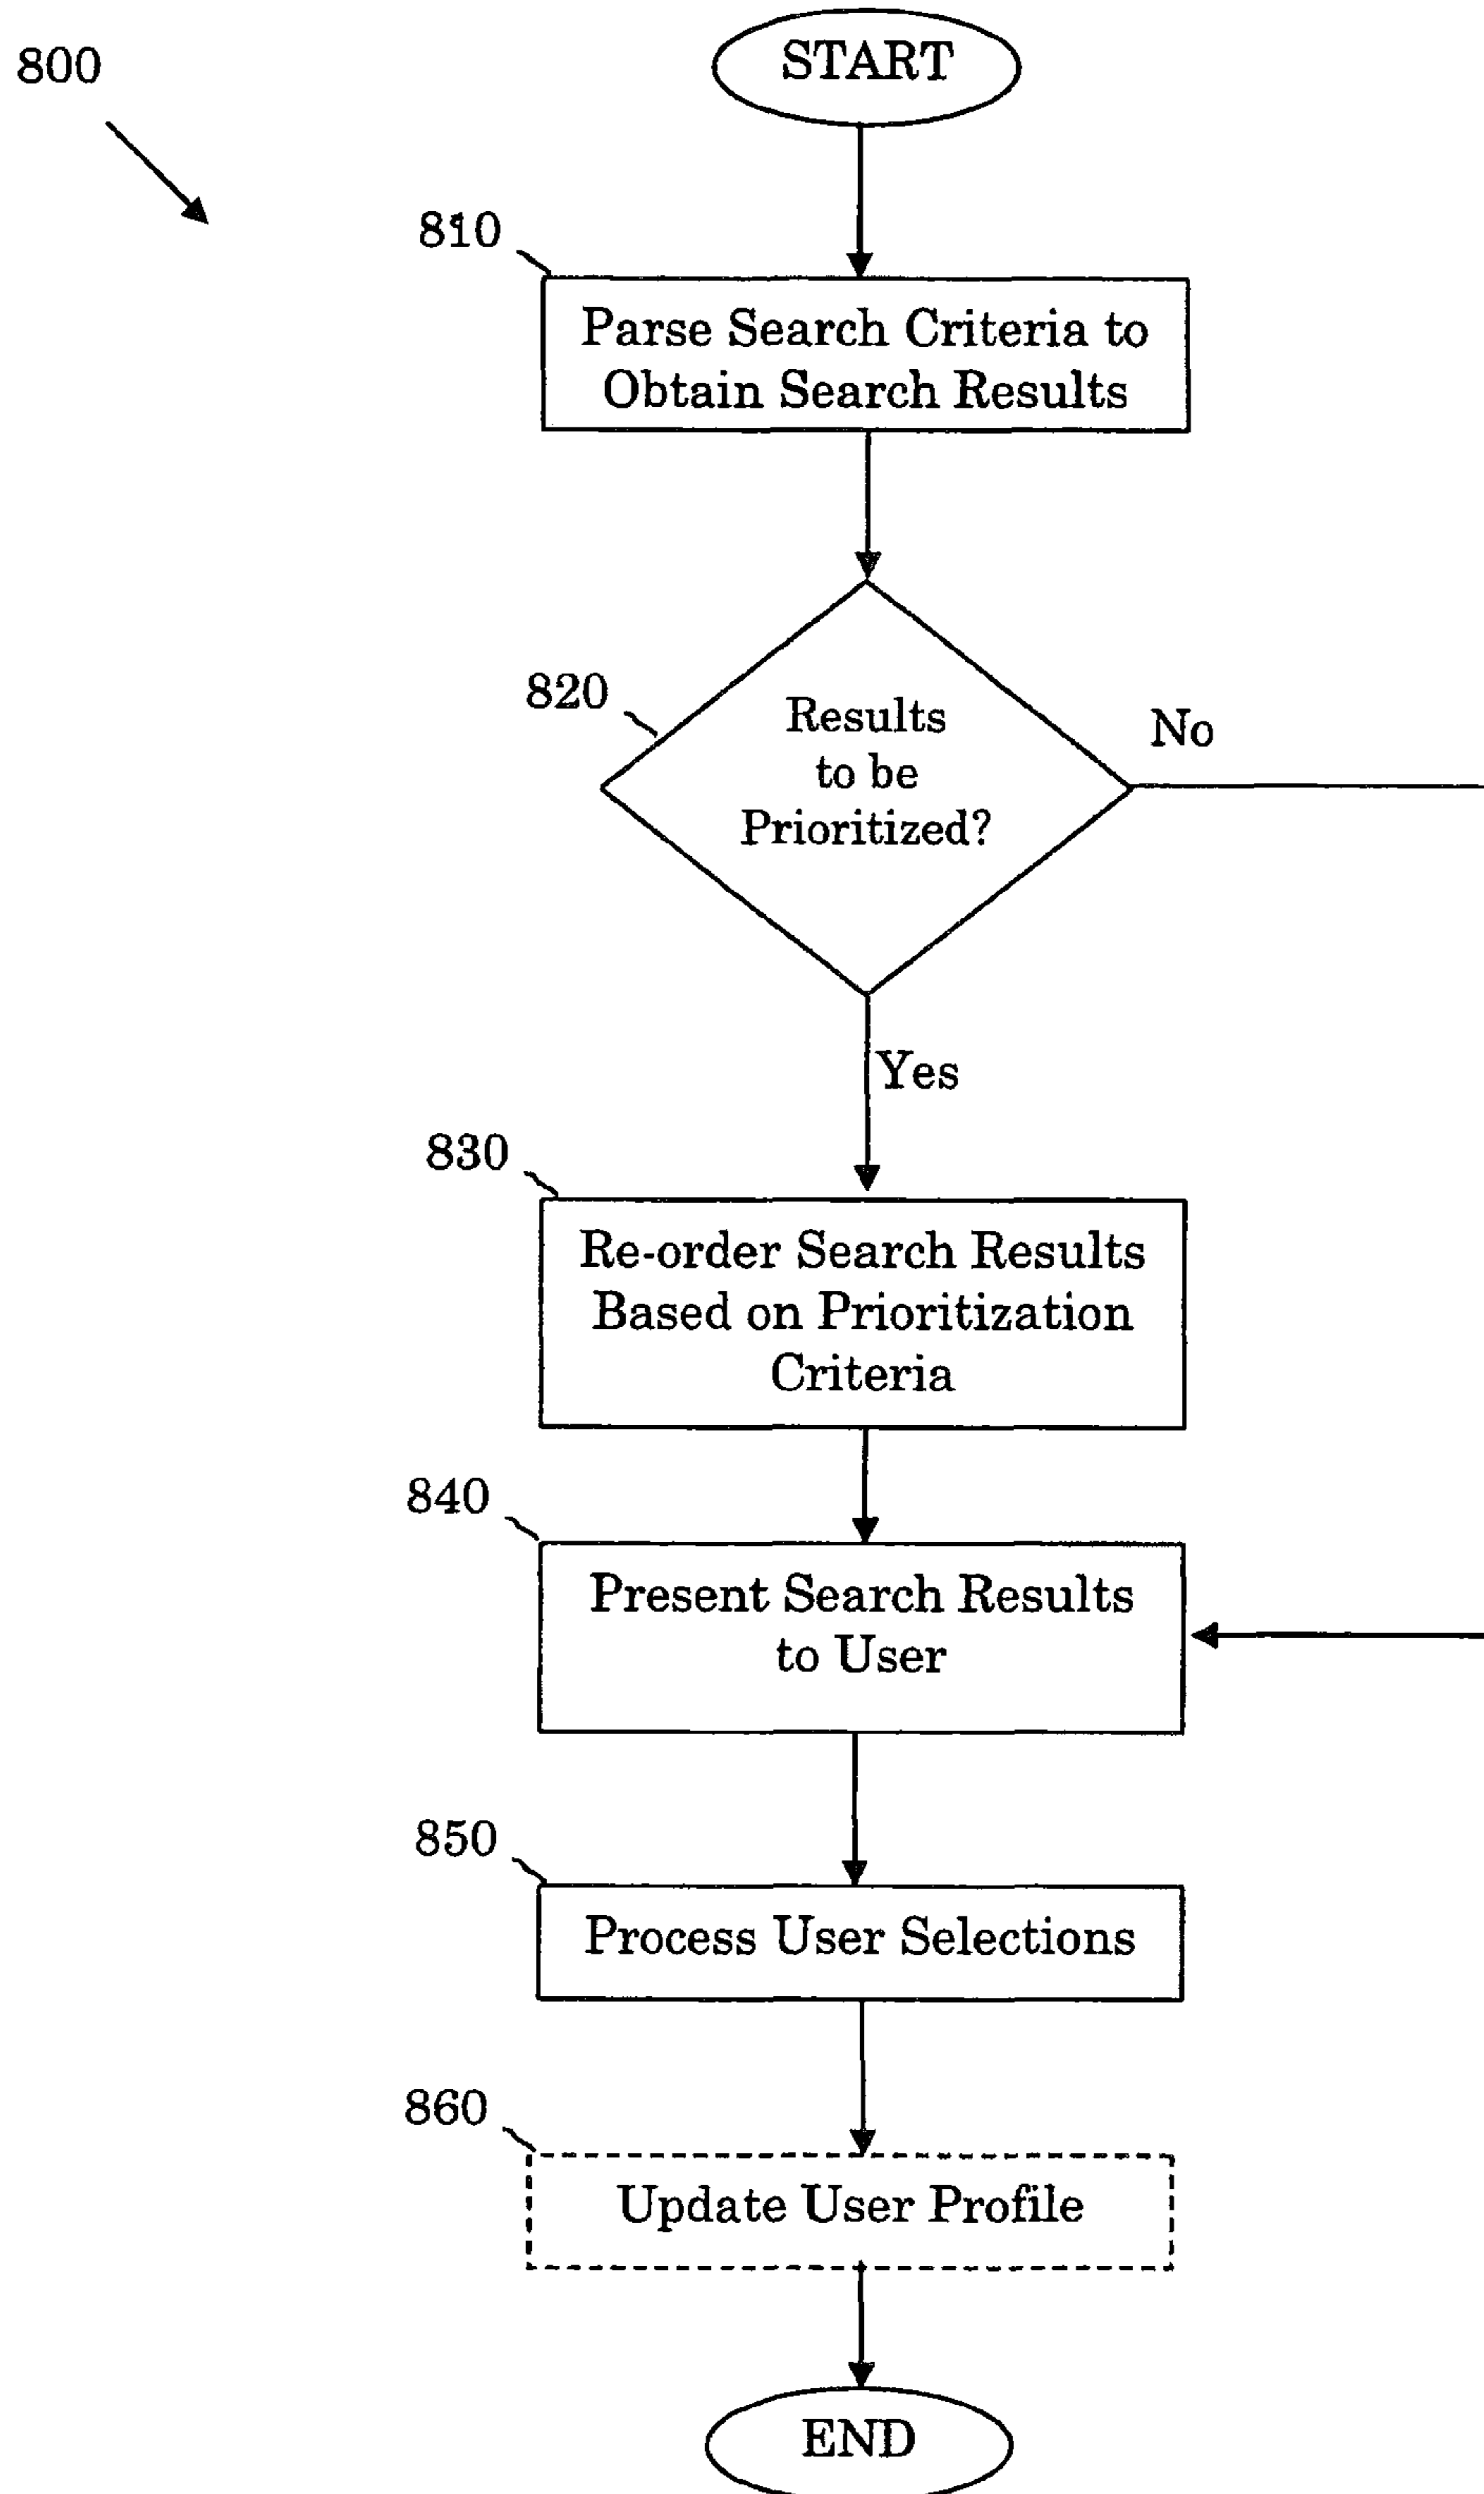 800
START
810
Parse Search Criteria to
Obtain Search Results
820
Results
to be
Prioritized?
No
Yes
830
Re-order Search Results
Based on Prioritization
Criteria
840
Present Search Results
to User
850
Process User Selections
860
Update User Profile
END